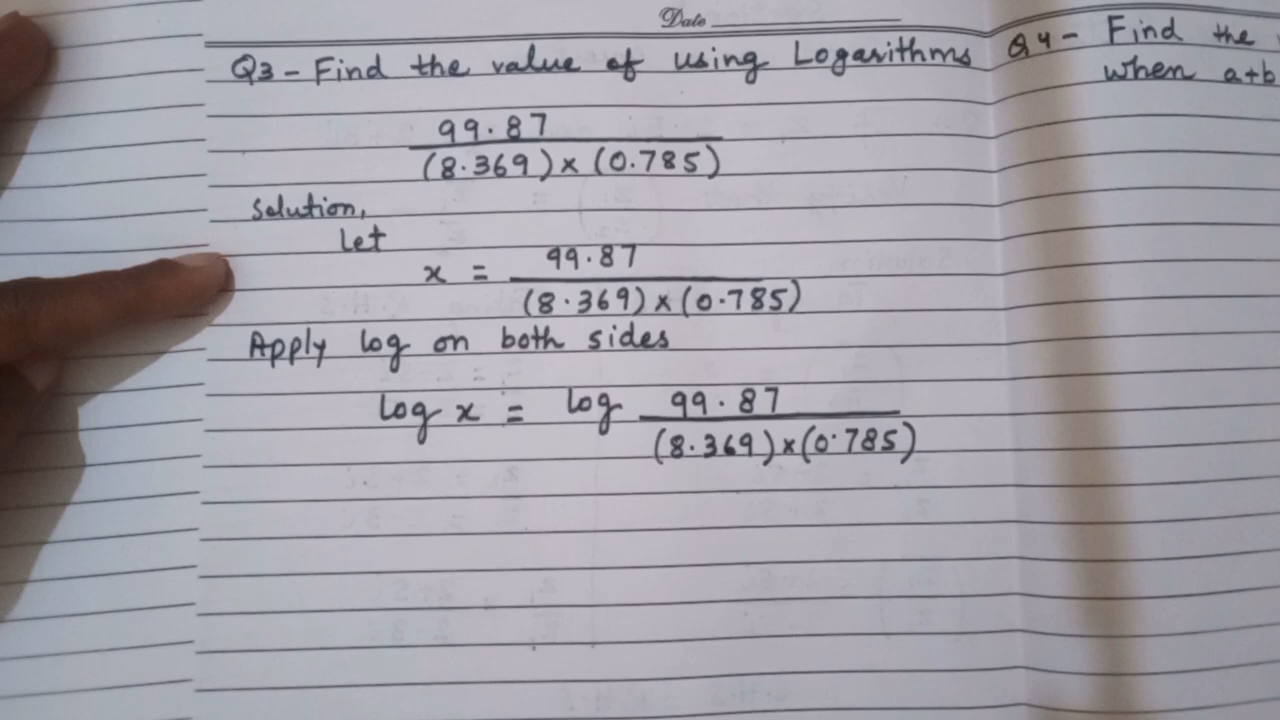 Date
Q3 - Find the value of using Logarithms
99.87
(8.369) x (0.785)
Solution,
Let
x = 99.87
(8.369) x (0.785)
Apply log on both sides
log x = log 99.87
(8.369) x (0.785)
Q4 - Find the
when a+b